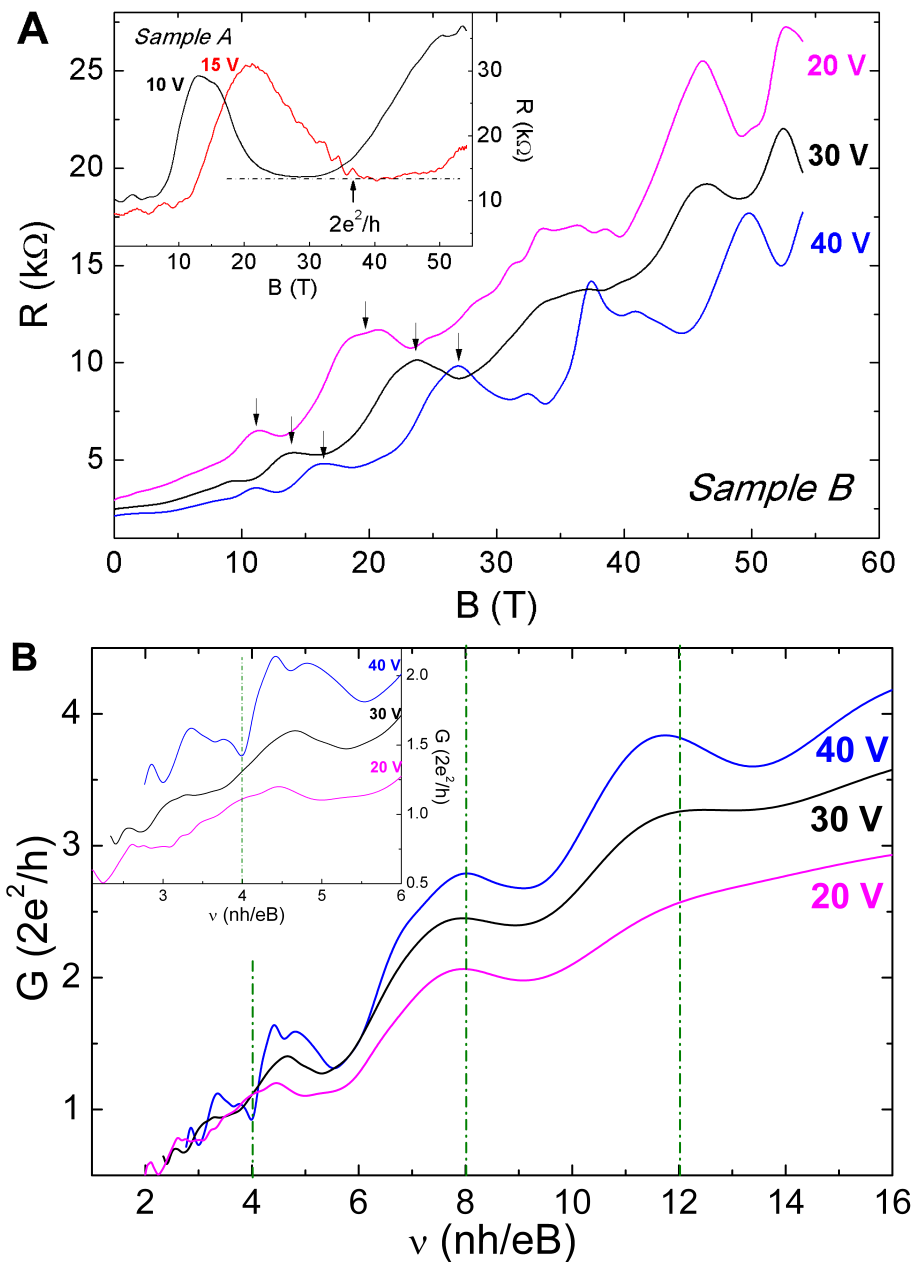 A
Sample A
10 V
15 V
30
20
10
R (kΩ)
2e²/h
10 20 30 40 50
B (T)
20 V
30 V
40 V
25
20
15
10
5
R (kΩ)
Sample B
0 10 20 30 40 50 60
B (T)
B
40 V
30 V
20 V
2.0
1.5
1.0
0.5
G (2e²/h)
3 4 5 6
ν (nh/eB)
4
3
2
1
G (2e²/h)
40 V
30 V
20 V
2 4 6 8 10 12 14 16
ν (nh/eB)